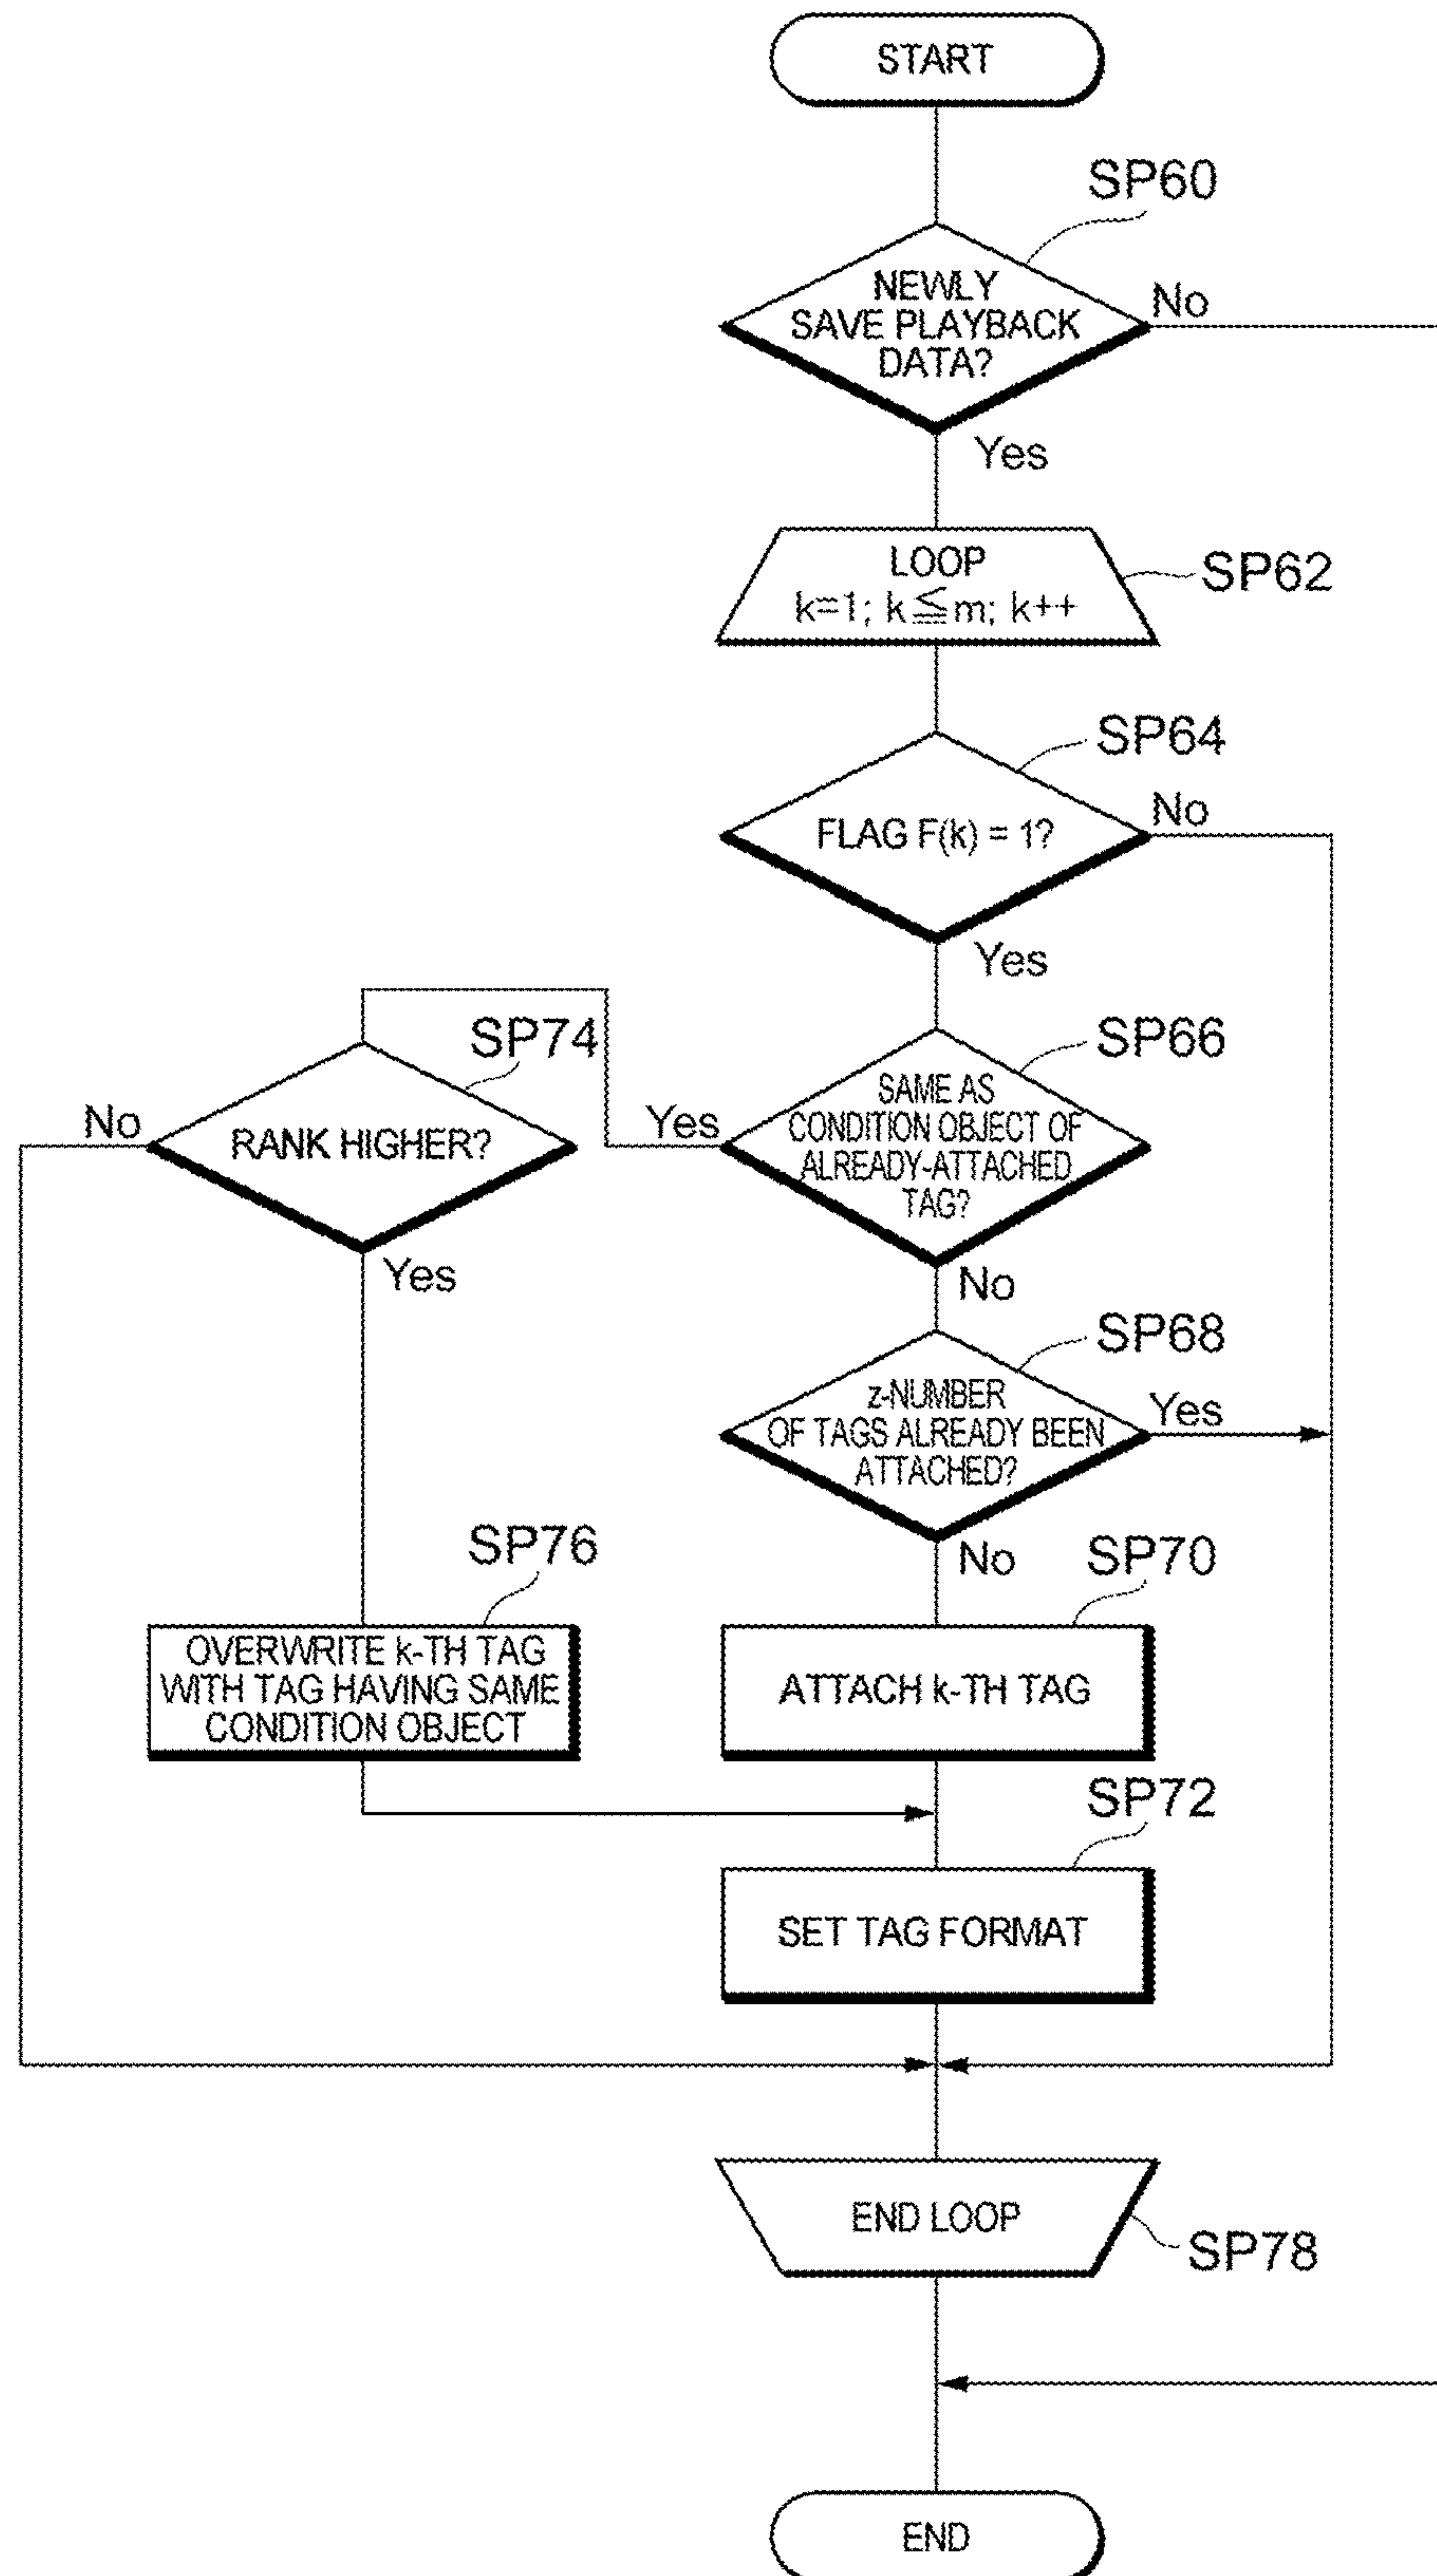 START
SP60
NEWLY
SAVE PLAYBACK
DATA?
No
Yes
LOOP
k=1; k≦m; k++
SP62
SP64
FLAG F(k) = 1?
No
Yes
SP74
RANK HIGHER?
No
Yes
SP66
SAME AS
CONDITION OBJECT OF
ALREADY-ATTACHED
TAG?
Yes
No
SP68
z-NUMBER
OF TAGS ALREADY BEEN
ATTACHED?
Yes
No
SP76
OVERWRITE k-TH TAG
WITH TAG HAVING SAME
CONDITION OBJECT
SP70
ATTACH k-TH TAG
SP72
SET TAG FORMAT
END LOOP
SP78
END